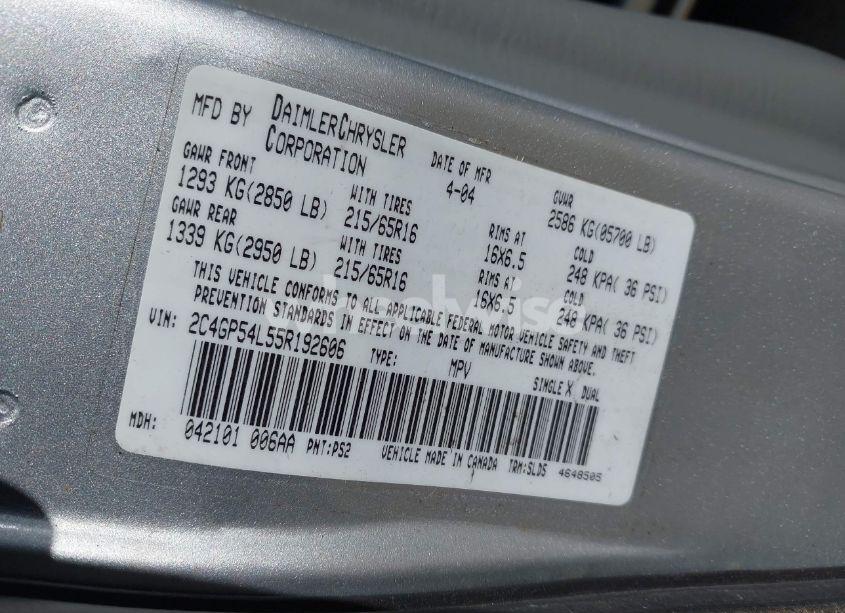 MFD BY DAIMLERCHRYSLER CORPORATION
DATE OF MFR 4-04
GVWR 2586 KG(05700 LB)
GAWR FRONT 1293 KG(2850 LB)
WITH TIRES 215/65R16
RIMS AT 16X6.5
COLD 248 KPA( 36 PSI)
GAWR REAR 1339 KG(2950 LB)
WITH TIRES 215/65R16
RIMS AT 16X6.5
COLD 248 KPA( 36 PSI)
THIS VEHICLE CONFORMS TO ALL APPLICABLE FEDERAL MOTOR VEHICLE SAFETY AND THEFT
PREVENTION STANDARDS IN EFFECT ON THE DATE OF MANUFACTURE SHOWN ABOVE.
VIN: 2C4GP54L55R192606 TYPE: MPV SINGLE X DUAL
MDH: 042101 006AA PNT:PS2 VEHICLE MADE IN CANADA TRM:SLDS 4648505
wheelwise